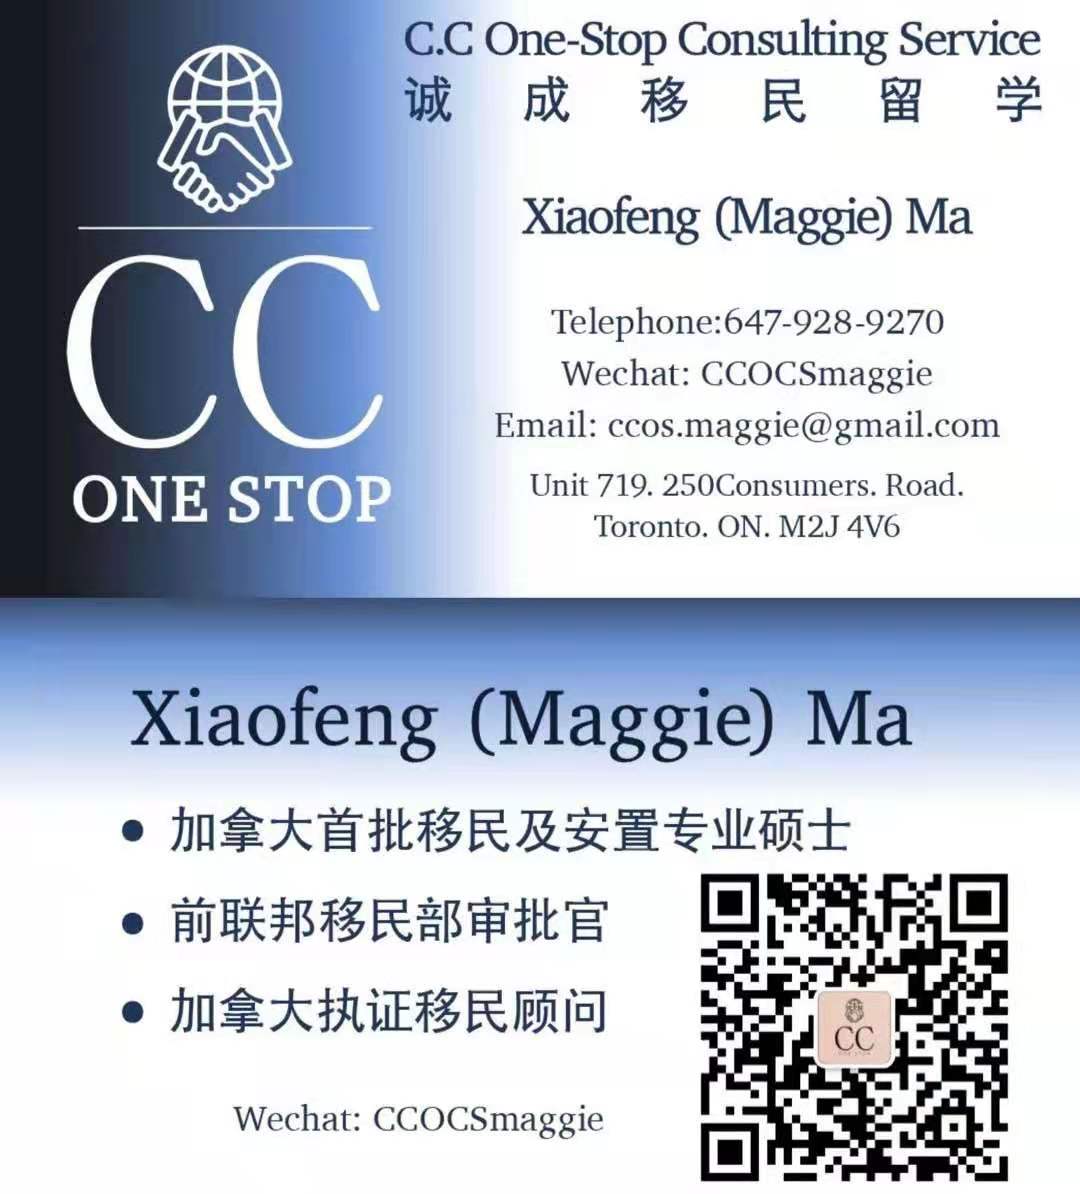 C.C One-Stop Consulting Service
诚成移民留学
CC
ONE STOP
Xiaofeng (Maggie) Ma
Telephone:647-928-9270
Wechat: CCOCSmaggie
Email: ccos.maggie@gmail.com
Unit 719. 250Consumers. Road.
Toronto. ON. M2J 4V6
Xiaofeng (Maggie) Ma
加拿大首批移民及安置专业硕士
前联邦移民部审批官
加拿大执证移民顾问
Wechat: CCOCSmaggie
CC
ONE STOP